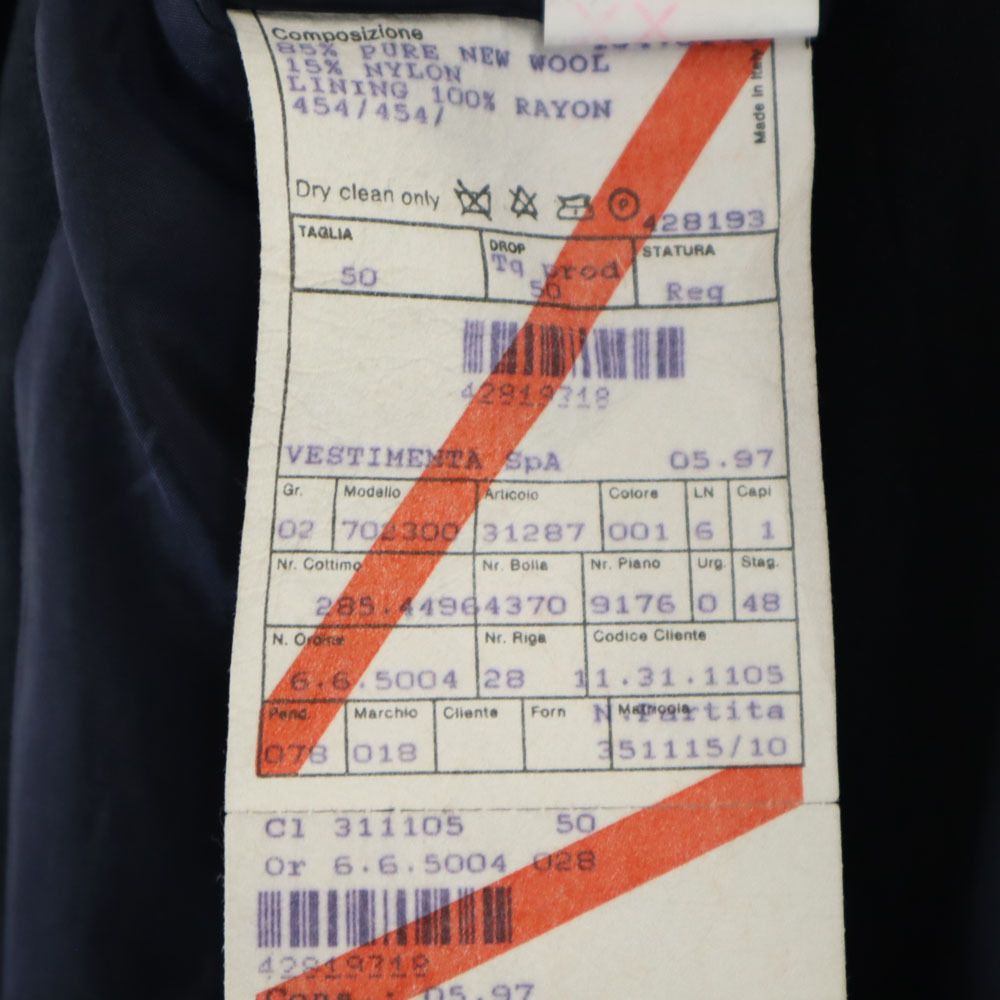 Composizione
85% PURE NEW WOOL
15% NYLON
LINING 100% RAYON
454/454/
Made in Italy
Dry clean only
428193
TAGLIA DROP STATURA
50 Tg prod 50 Reg
42819318
VESTIMENTA SpA 05.97
Gr. Modello Articolo Colore LN Capi
02 702300 31287 001 6 1
Nr. Cottimo Nr. Bolla Nr. Piano Urg. Stag.
285.4496 4370 9176 0 48
N. Ordine Nr. Riga Codice Cliente
6.6.5004 28 11.31.1105
Pend. Marchio Cliente Forn Matricola
N.Partita
078 018 351115/10
Cl 311105 50
Or 6.6.5004 028
42819318
Cons : 05.97